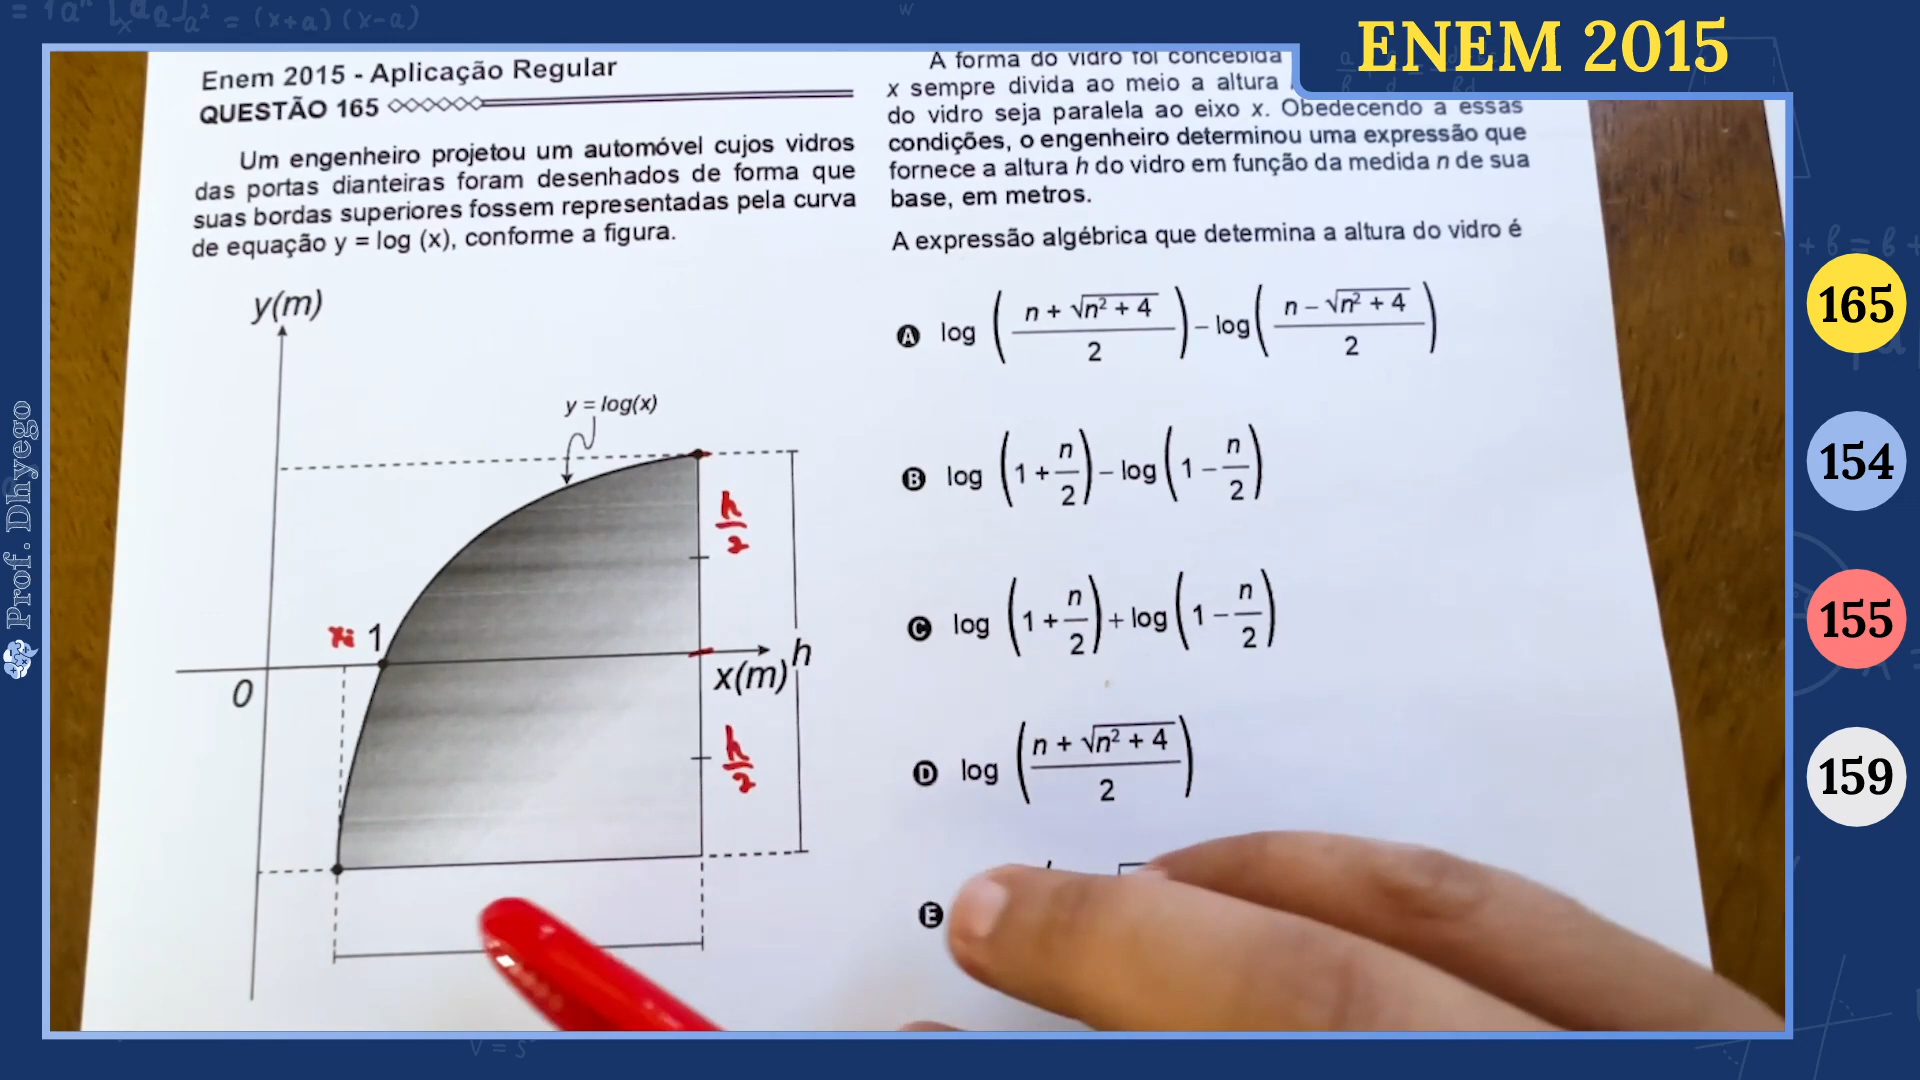 ENEM 2015
Enem 2015 - Aplicação Regular
QUESTÃO 165
Um engenheiro projetou um automóvel cujos vidros
das portas dianteiras foram desenhados de forma que
suas bordas superiores fossem representadas pela curva
de equação y = log (x), conforme a figura.
y(m)
y = log(x)
h/2
x₁ 1
0
x(m)
h
h/2
A forma do vidro foi concebida
x sempre divida ao meio a altura
do vidro seja paralela ao eixo x. Obedecendo a essas
condições, o engenheiro determinou uma expressão que
fornece a altura h do vidro em função da medida n de sua
base, em metros.
A expressão algébrica que determina a altura do vidro é
A log ((n + √(n² + 4))/2) – log ((n – √(n² + 4))/2)
B log (1 + n/2) – log (1 – n/2)
C log (1 + n/2) + log (1 – n/2)
D log ((n + √(n² + 4))/2)
E
165
154
155
159
Prof. Dhyego